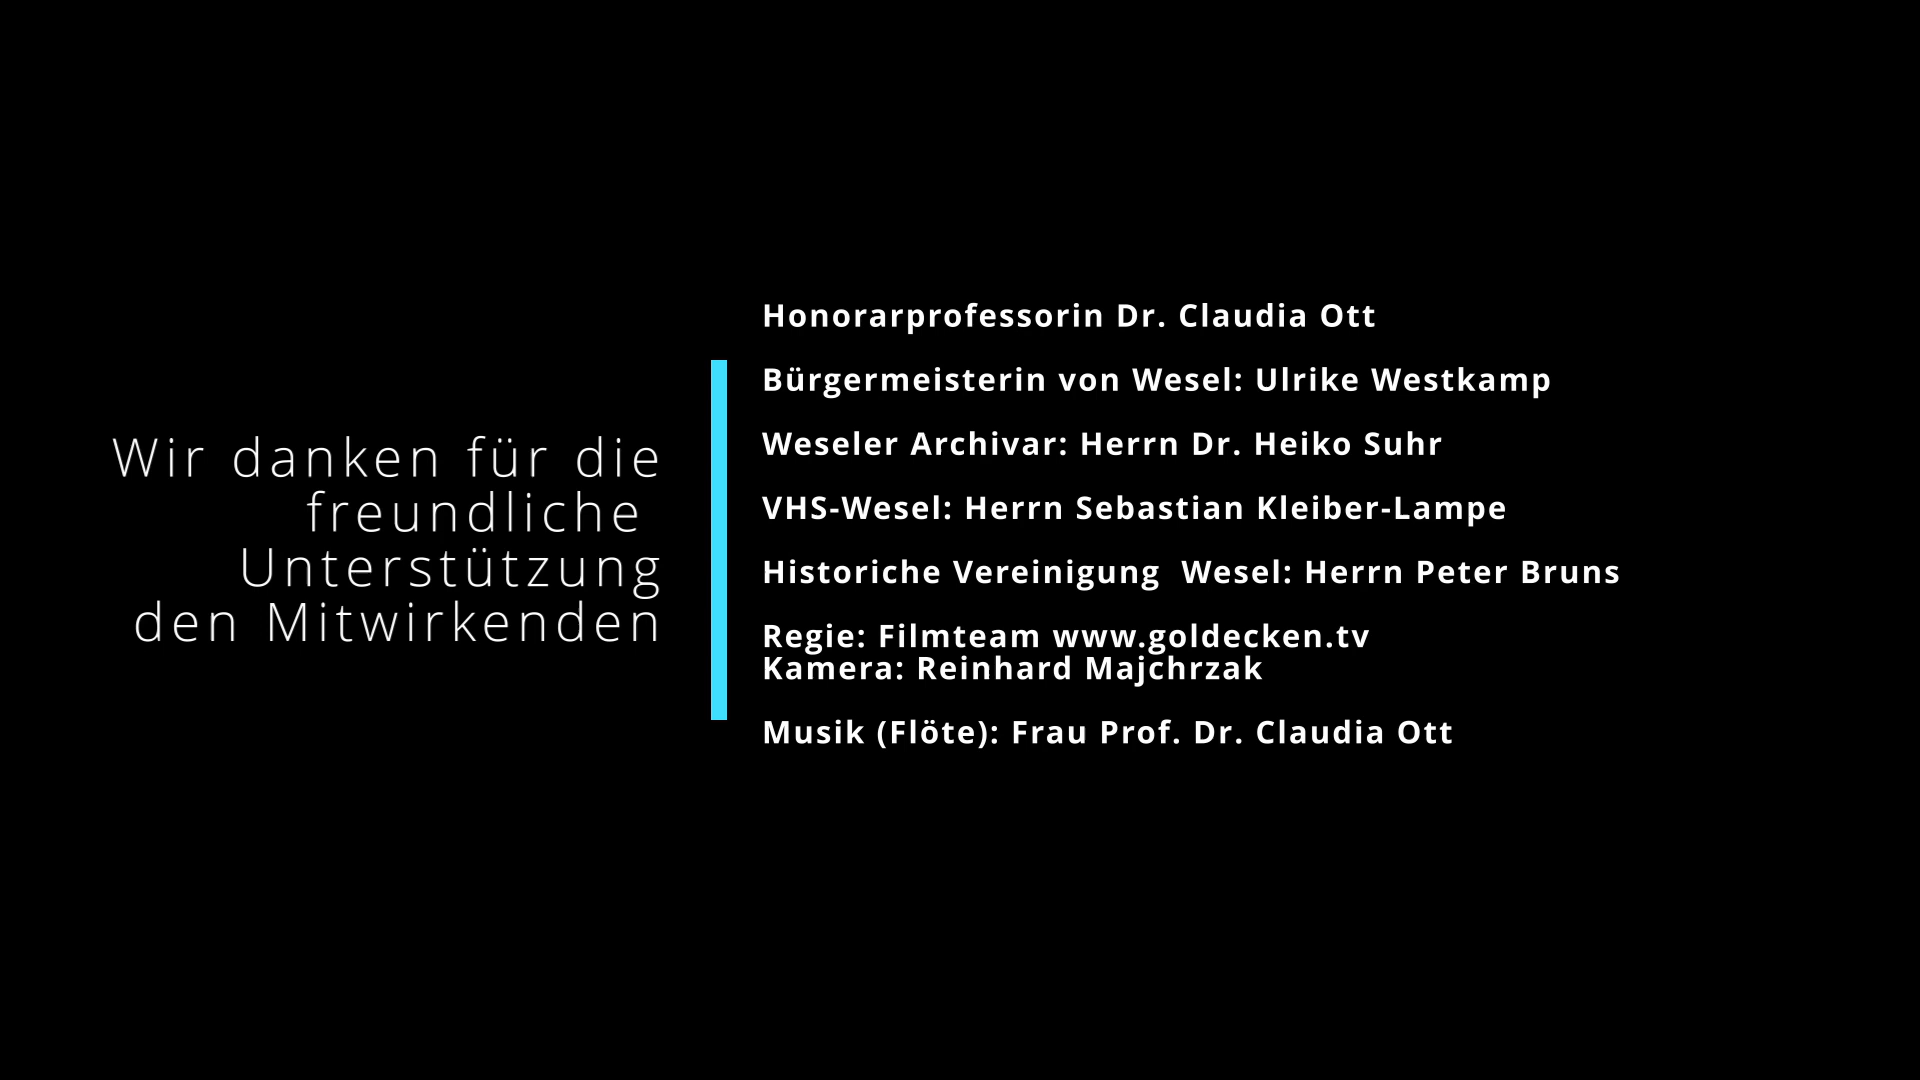 Wir danken für die
freundliche
Unterstützung
den Mitwirkenden
Honorarprofessorin Dr. Claudia Ott
Bürgermeisterin von Wesel: Ulrike Westkamp
Weseler Archivar: Herrn Dr. Heiko Suhr
VHS-Wesel: Herrn Sebastian Kleiber-Lampe
Historiche Vereinigung  Wesel: Herrn Peter Bruns
Regie: Filmteam www.goldecken.tv
Kamera: Reinhard Majchrzak
Musik (Flöte): Frau Prof. Dr. Claudia Ott